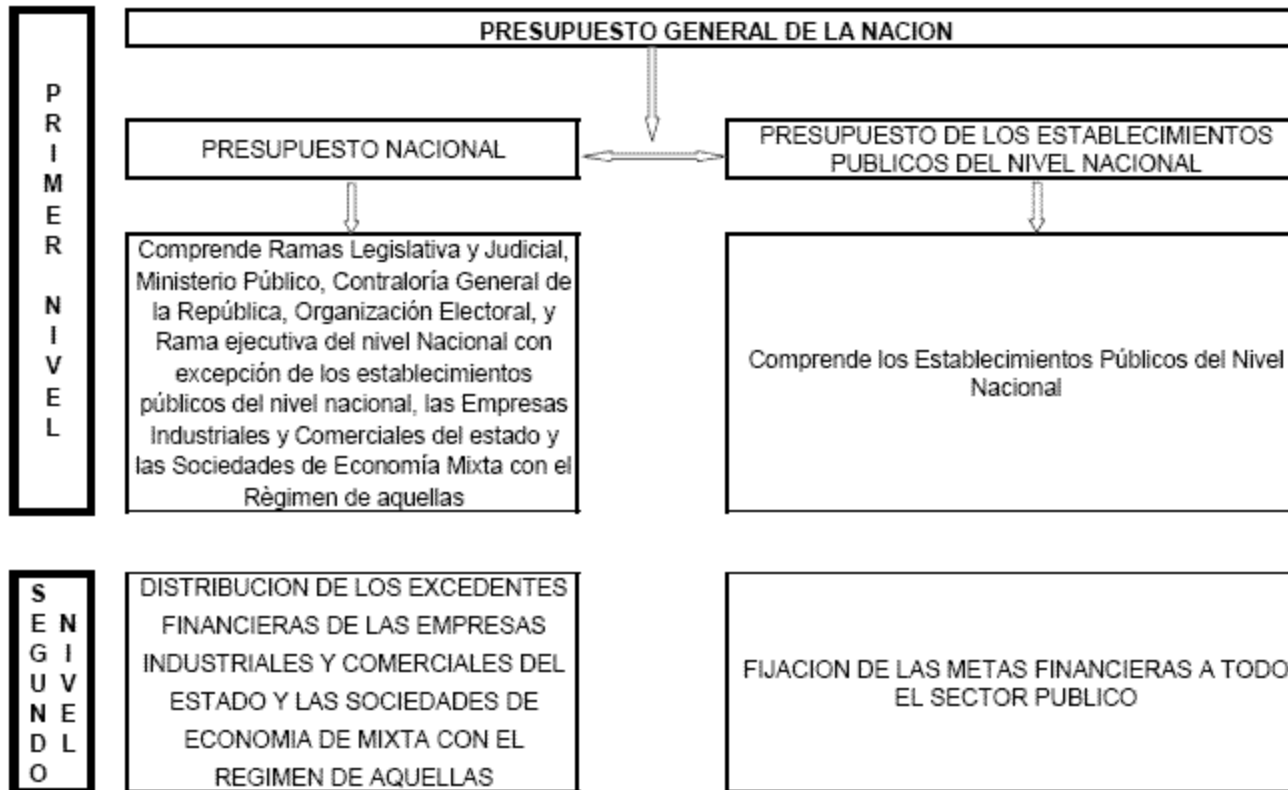 PRIMER NIVEL
PRESUPUESTO GENERAL DE LA NACION
PRESUPUESTO NACIONAL
PRESUPUESTO DE LOS ESTABLECIMIENTOS
PUBLICOS DEL NIVEL NACIONAL
Comprende Ramas Legislativa y Judicial,
Ministerio Público, Contraloría General de
la República, Organización Electoral, y
Rama ejecutiva del nivel Nacional con
excepción de los establecimientos
públicos del nivel nacional, las Empresas
Industriales y Comerciales del estado y
las Sociedades de Economía Mixta con el
Règimen de aquellas
Comprende los Establecimientos Públicos del Nivel
Nacional
SEGUNDO
NIVEL
DISTRIBUCION DE LOS EXCEDENTES
FINANCIERAS DE LAS EMPRESAS
INDUSTRIALES Y COMERCIALES DEL
ESTADO Y LAS SOCIEDADES DE
ECONOMIA DE MIXTA CON EL
REGIMEN DE AQUELLAS
FIJACION DE LAS METAS FINANCIERAS A TODO
EL SECTOR PUBLICO